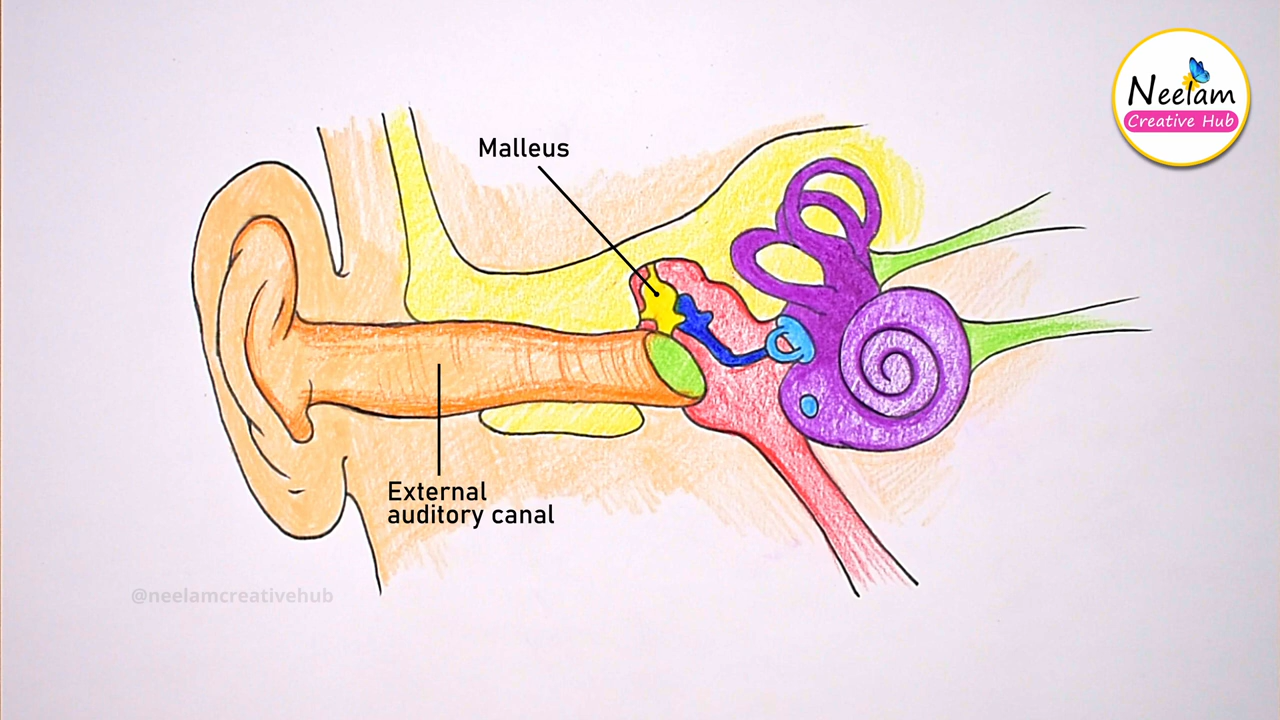 Neelam
Creative Hub
Malleus
External
auditory canal
@neelamcreativehub